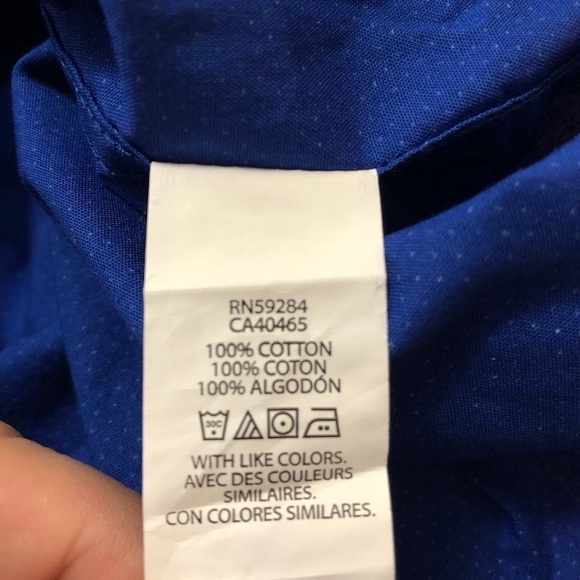 RN59284
CA40465
100% COTTON
100% COTON
100% ALGODÓN
30C
WITH LIKE COLORS.
AVEC DES COULEURS
SIMILAIRES.
CON COLORES SIMILARES.